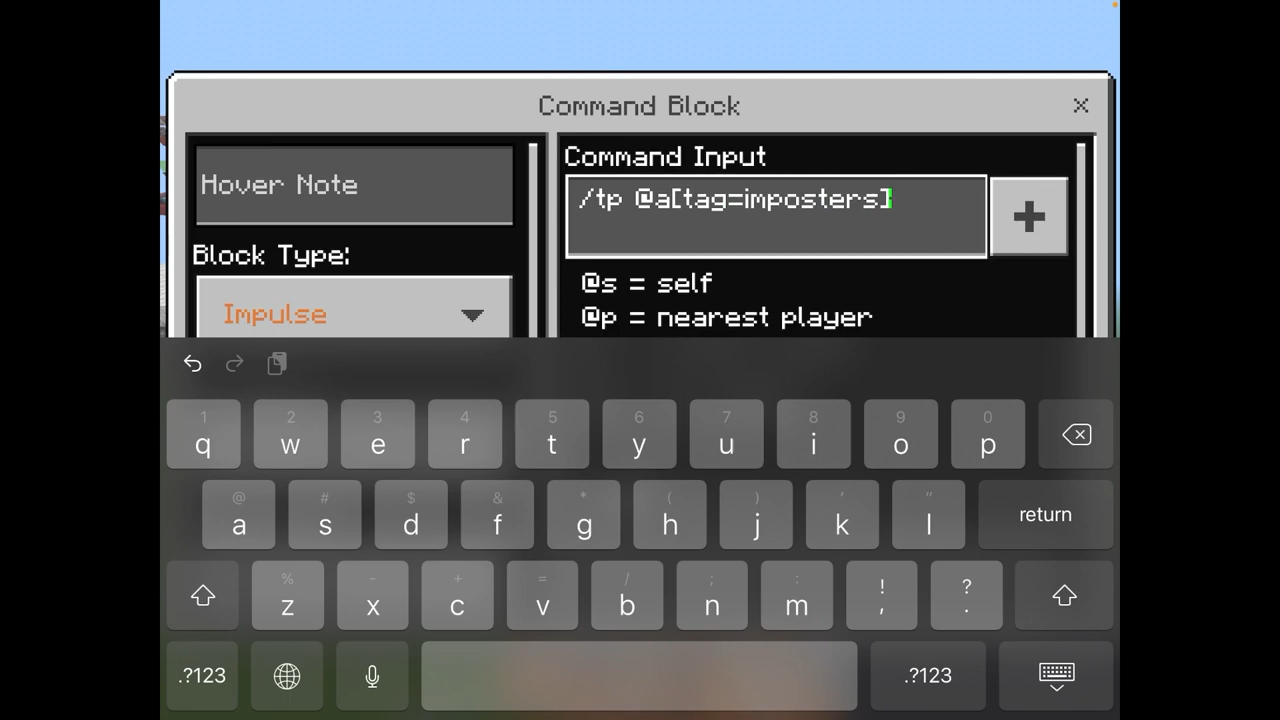 Command Block
Hover Note
Block Type:
Impulse
Command Input
/tp @a[tag=imposters]
@s = self
@p = nearest player
1 2 3 4 5 6 7 8 9 0
q w e r t y u i o p
@ # $ & * ( ) ' "
a s d f g h j k l return
% - + = / ; : ! ?
z x c v b n m , .
.?123 .?123